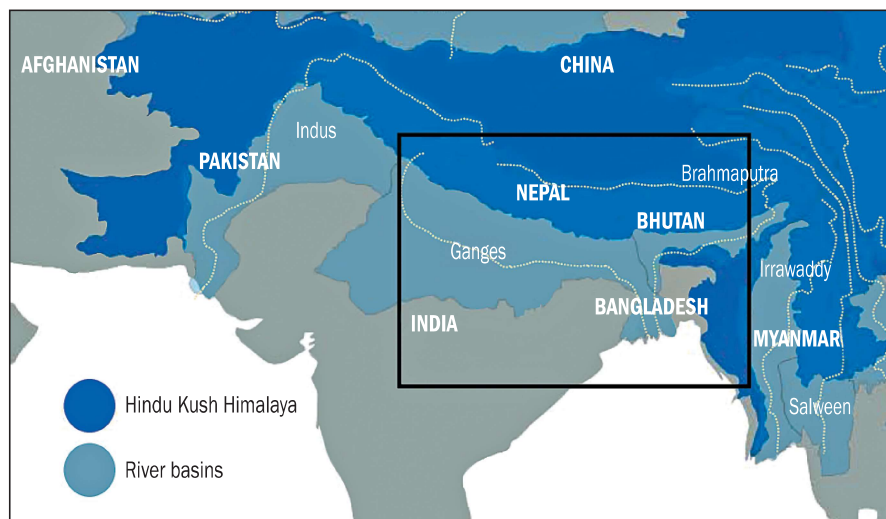 AFGHANISTAN
CHINA
Indus
PAKISTAN
Brahmaputra
NEPAL
BHUTAN
Ganges
Irrawaddy
BANGLADESH
INDIA
MYANMAR
Hindu Kush Himalaya
Salween
River basins